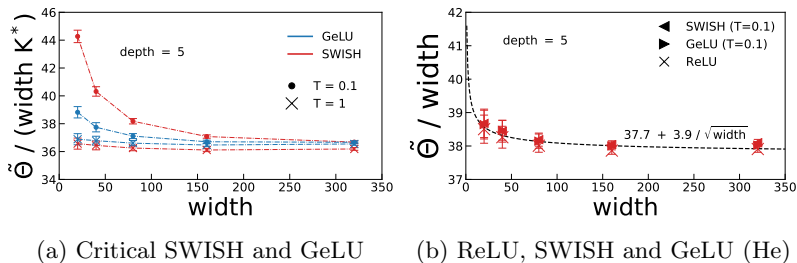 44
42
40
38
36
34
0 50 100 150 200 250 300 350
width
Θ̃ / (width K*)
depth = 5
GeLU
SWISH
T = 0.1
T = 1
(a) Critical SWISH and GeLU
42
41
40
39
38
37
0 50 100 150 200 250 300 350
width
Θ̃ / width
depth = 5
SWISH (T=0.1)
GeLU (T=0.1)
ReLU
37.7 + 3.9 / √width
(b) ReLU, SWISH and GeLU (He)